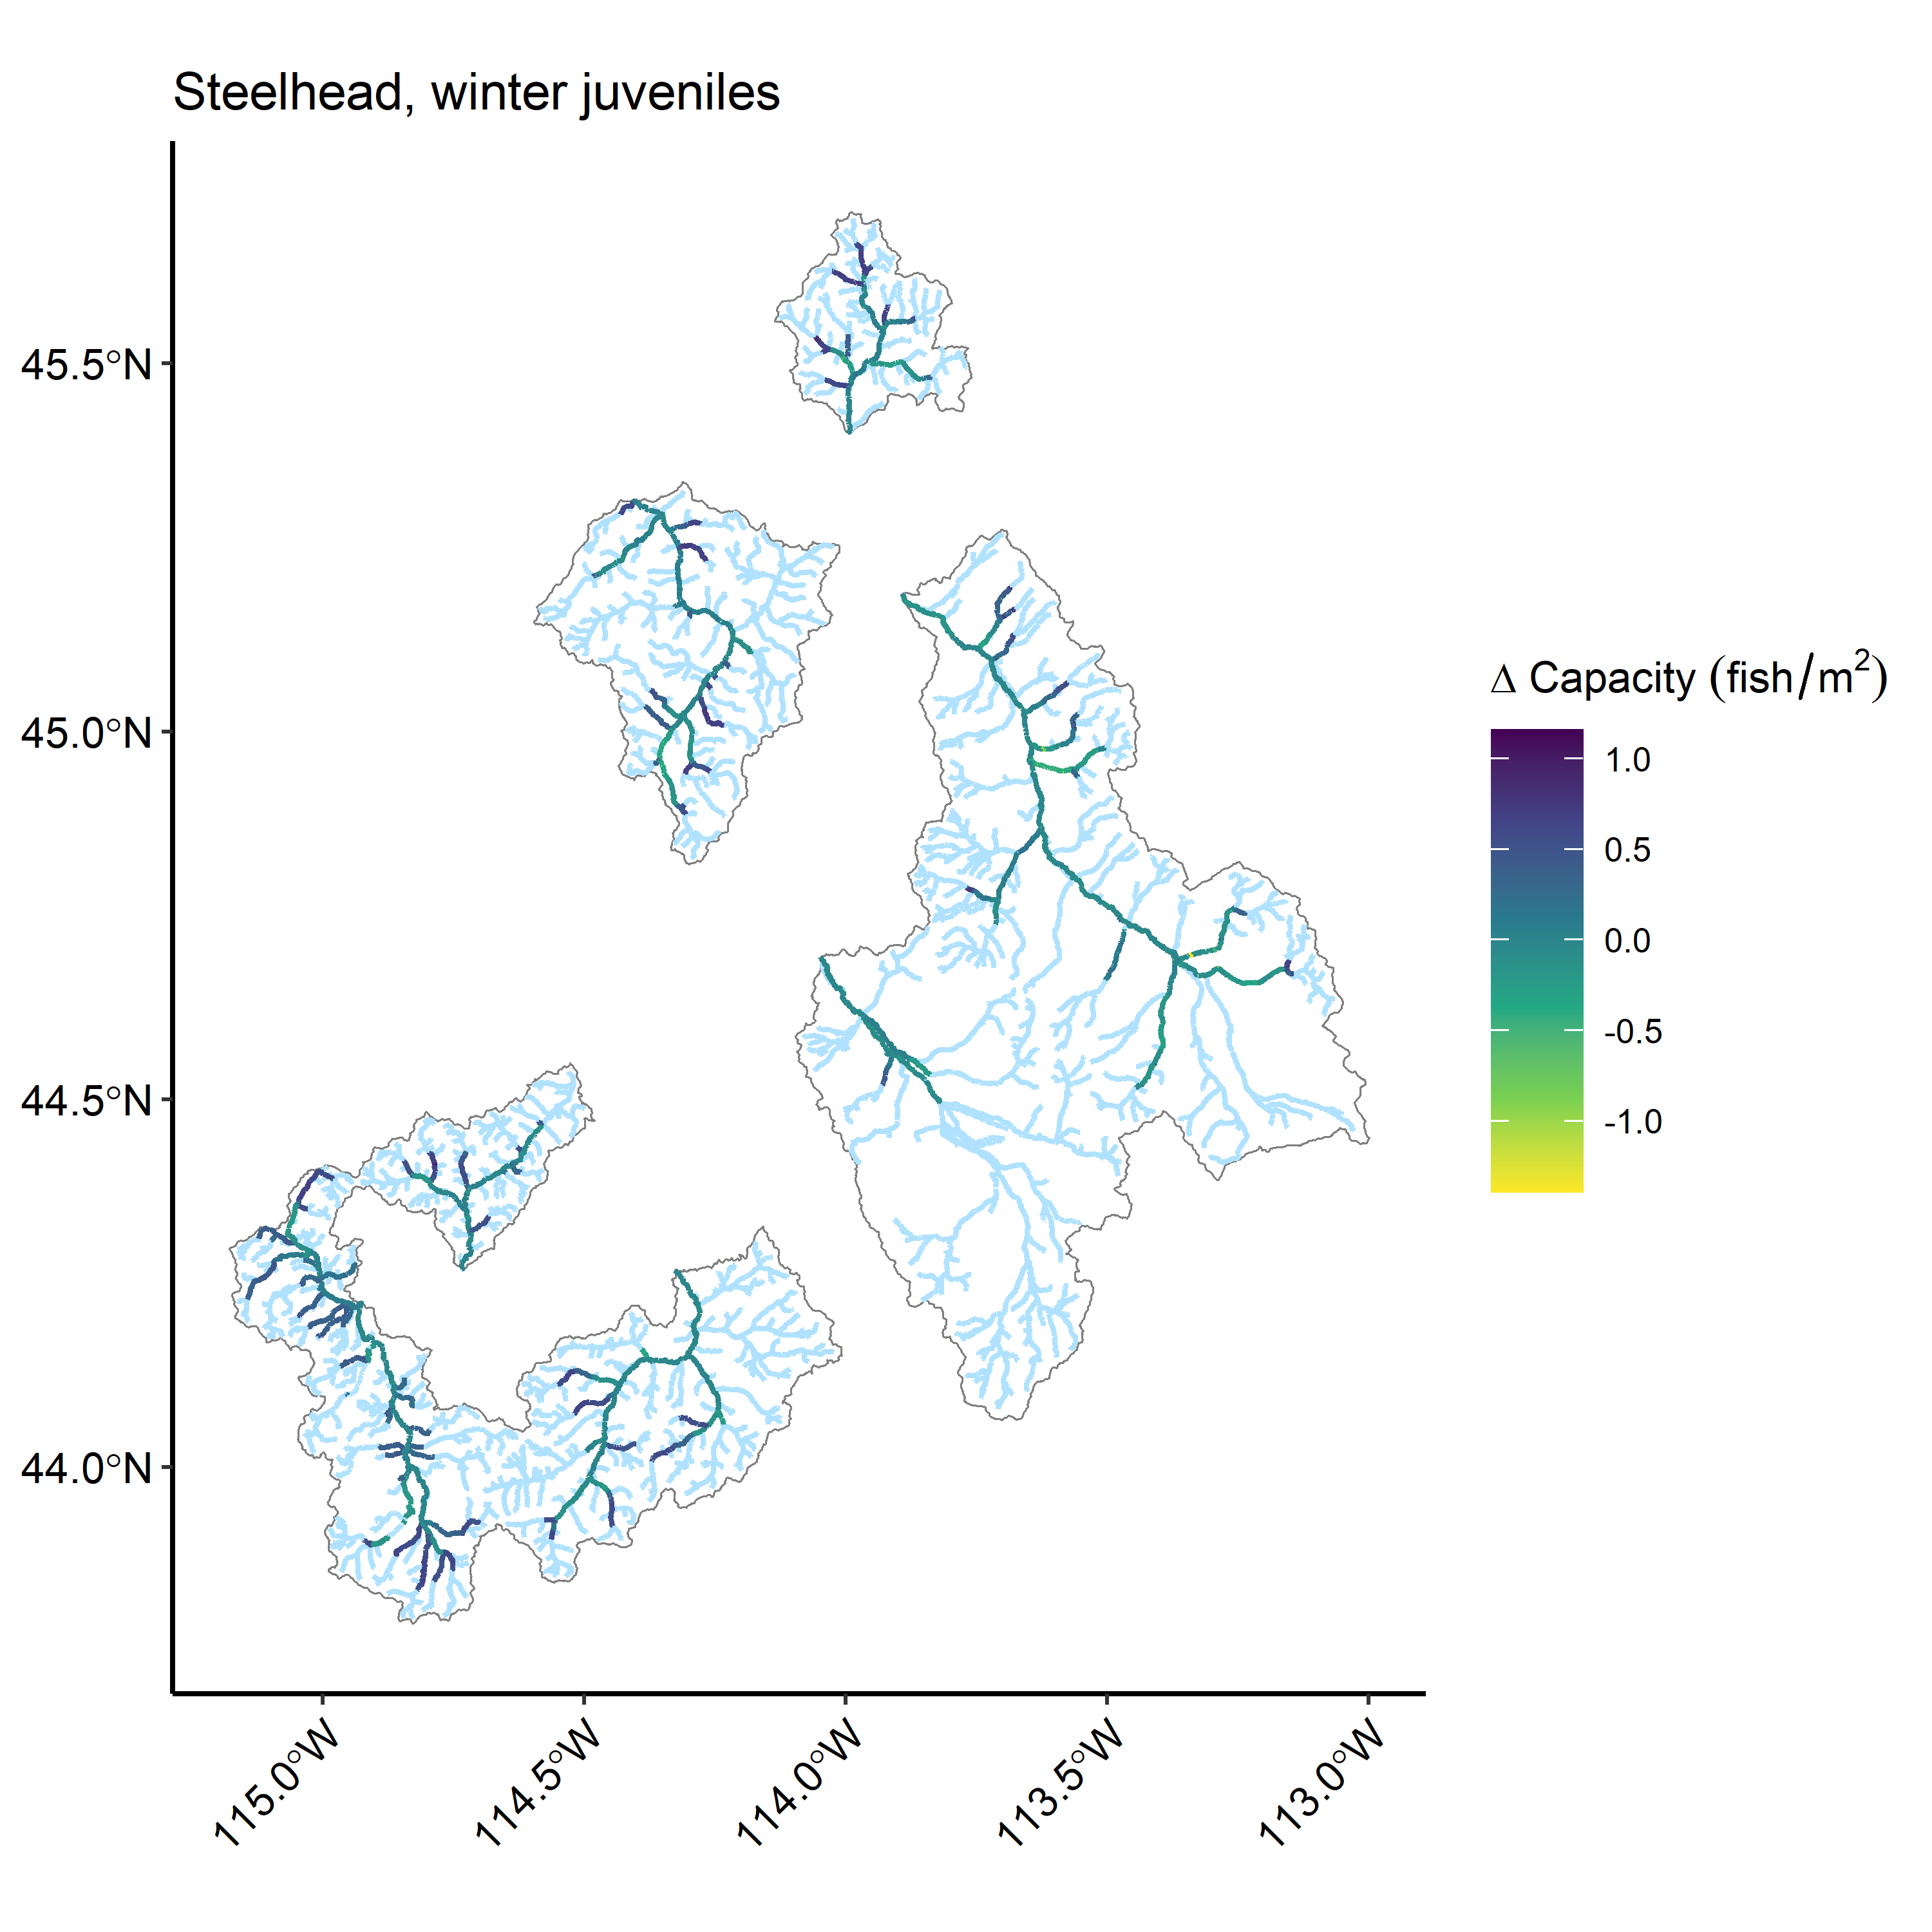 Steelhead, winter juveniles
45.5°N
45.0°N
44.5°N
44.0°N
115.0°W
114.5°W
114.0°W
113.5°W
113.0°W
Δ Capacity (fish/m²)
1.0
0.5
0.0
-0.5
-1.0